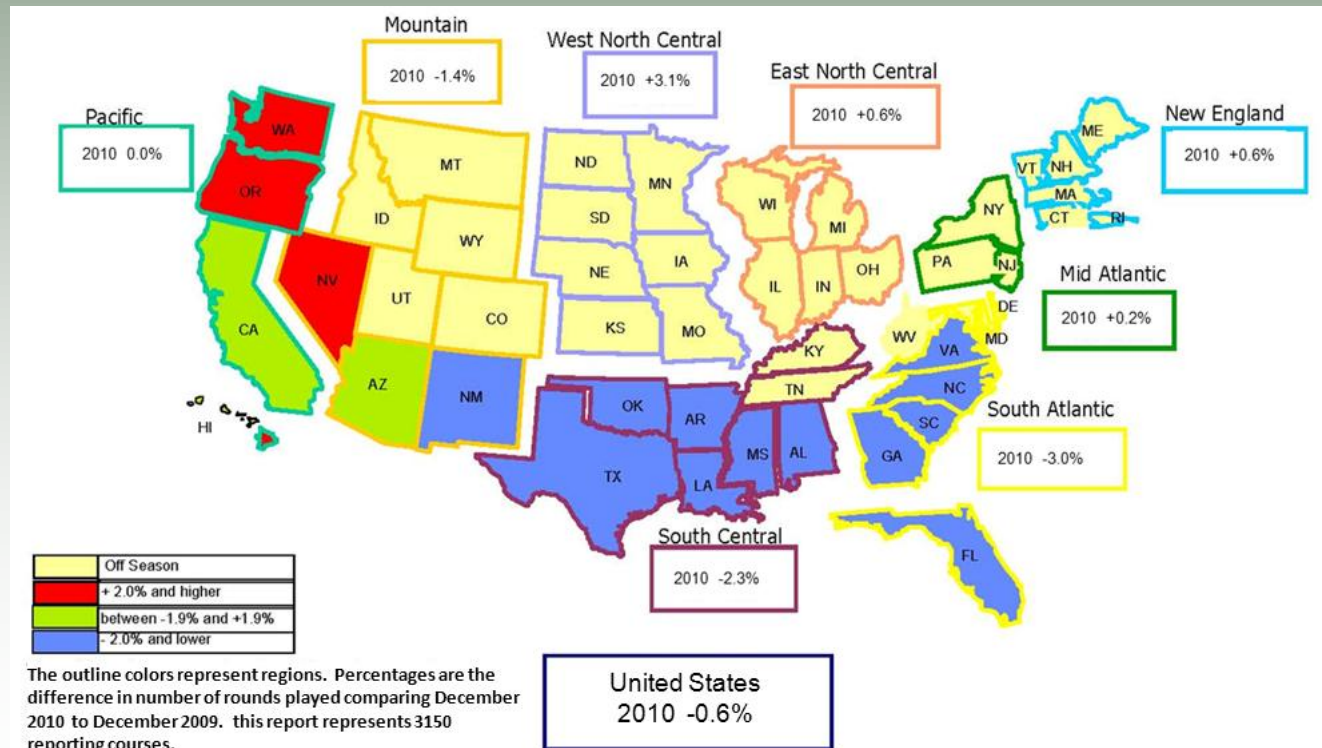 Mountain
2010 -1.4%
West North Central
2010 +3.1%
East North Central
2010 +0.6%
New England
2010 +0.6%
Pacific
2010 0.0%
WA
OR
CA
HI
NV
MT
ID
WY
UT
CO
AZ
NM
ND
MN
SD
IA
NE
KS
MO
WI
MI
IL
IN
OH
ME
VT
NH
MA
CT
RI
NY
PA
NJ
Mid Atlantic
2010 +0.2%
DE
MD
WV
VA
NC
SC
GA
FL
South Atlantic
2010 -3.0%
KY
TN
OK
AR
TX
LA
MS
AL
South Central
2010 -2.3%
Off Season
+ 2.0% and higher
between -1.9% and +1.9%
- 2.0% and lower
The outline colors represent regions. Percentages are the
difference in number of rounds played comparing December
2010 to December 2009. this report represents 3150
reporting courses.
United States
2010 -0.6%